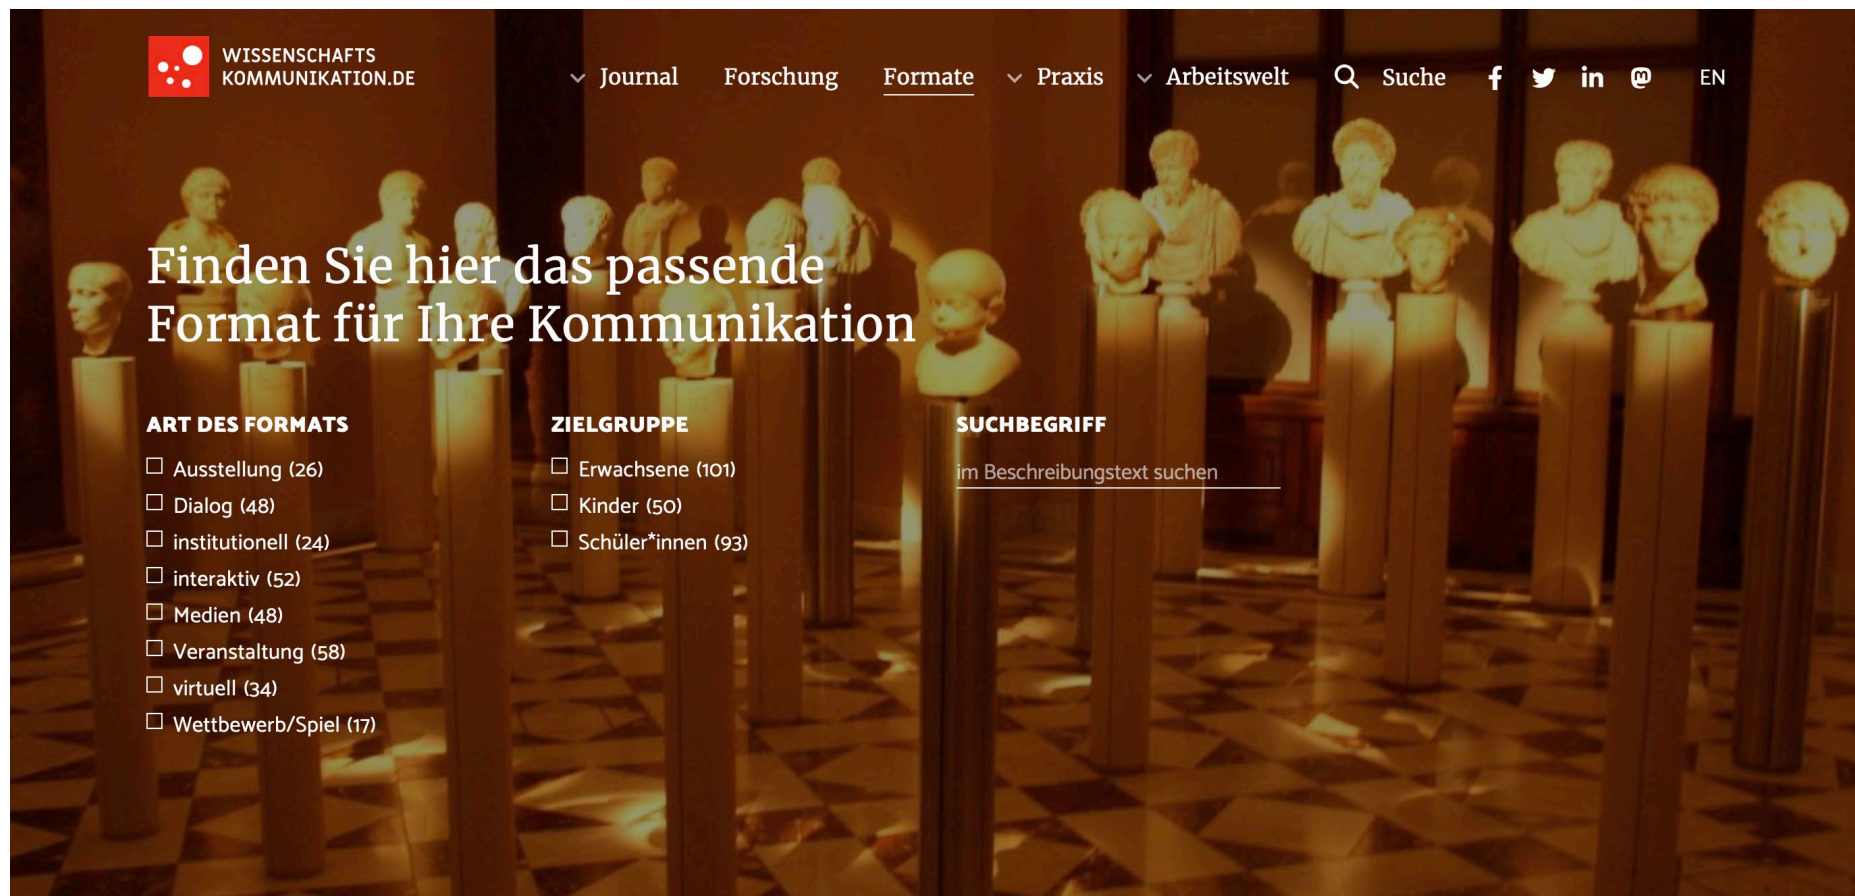 WISSENSCHAFTS
KOMMUNIKATION.DE
Journal Forschung Formate Praxis Arbeitswelt Suche EN
Finden Sie hier das passende
Format für Ihre Kommunikation
ART DES FORMATS
Ausstellung (26)
Dialog (48)
institutionell (24)
interaktiv (52)
Medien (48)
Veranstaltung (58)
virtuell (34)
Wettbewerb/Spiel (17)
ZIELGRUPPE
Erwachsene (101)
Kinder (50)
Schüler*innen (93)
SUCHBEGRIFF
im Beschreibungstext suchen